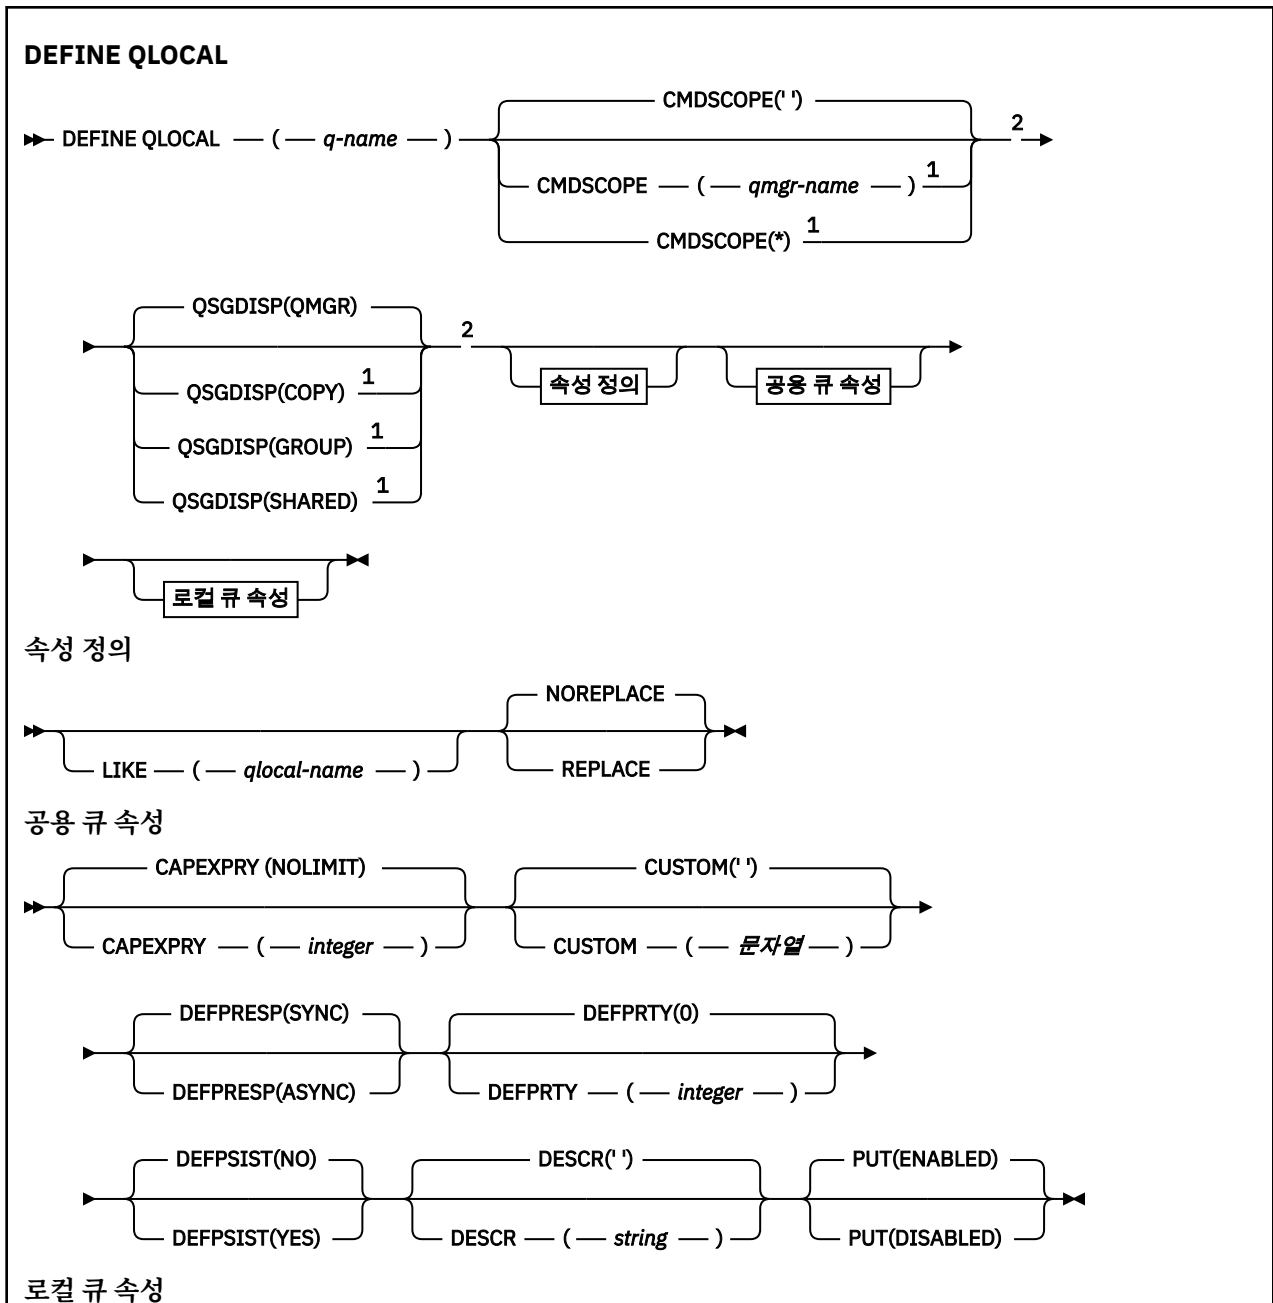 DEFINE QLOCAL
CMDSCOPE(' ')
DEFINE QLOCAL ( q-name ) 2
CMDSCOPE ( qmgr-name ) 1
CMDSCOPE(*) 1
QSGDISP(QMGR)
2
QSGDISP(COPY) 1 속성 정의 공용 큐 속성
QSGDISP(GROUP) 1
QSGDISP(SHARED) 1
로컬 큐 속성
속성 정의
NOREPLACE
LIKE ( qlocal-name ) REPLACE
공용 큐 속성
CAPEXPRY (NOLIMIT) CUSTOM(' ')
CAPEXPRY ( integer ) CUSTOM ( 문자열 )
DEFPRESP(SYNC) DEFPRTY(0)
DEFPRESP(ASYNC) DEFPRTY ( integer )
DEFPSIST(NO) DESCR(' ') PUT(ENABLED)
DEFPSIST(YES) DESCR ( string ) PUT(DISABLED)
로컬 큐 속성